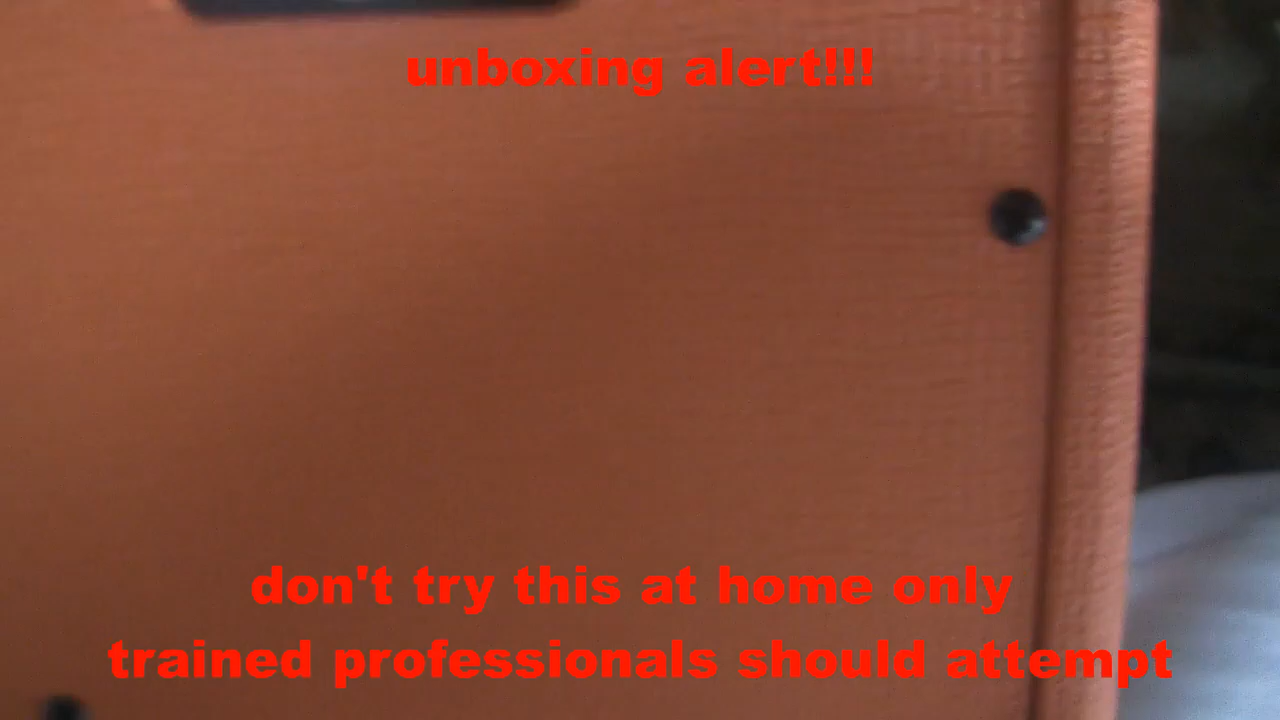 unboxing alert!!!
don't try this at home only
trained professionals should attempt